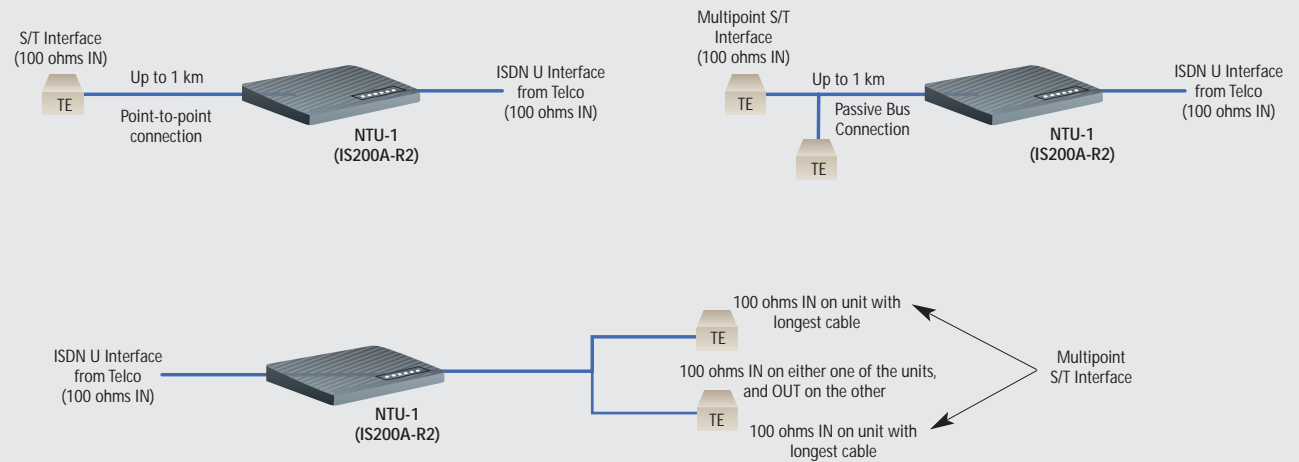 S/T Interface
(100 ohms IN)
TE
Up to 1 km
Point-to-point
connection
NTU-1
(IS200A-R2)
ISDN U Interface
from Telco
(100 ohms IN)
Multipoint S/T
Interface
(100 ohms IN)
TE
Up to 1 km
Passive Bus
Connection
TE
NTU-1
(IS200A-R2)
ISDN U Interface
from Telco
(100 ohms IN)
ISDN U Interface
from Telco
(100 ohms IN)
NTU-1
(IS200A-R2)
TE
100 ohms IN on unit with
longest cable
100 ohms IN on either one of the units,
and OUT on the other
TE
100 ohms IN on unit with
longest cable
Multipoint
S/T Interface